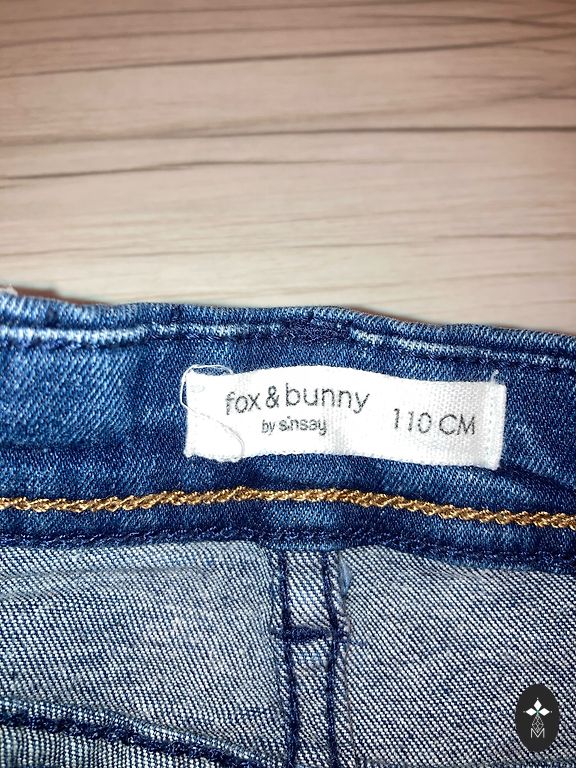 fox & bunny
by sinsay
110 CM
M